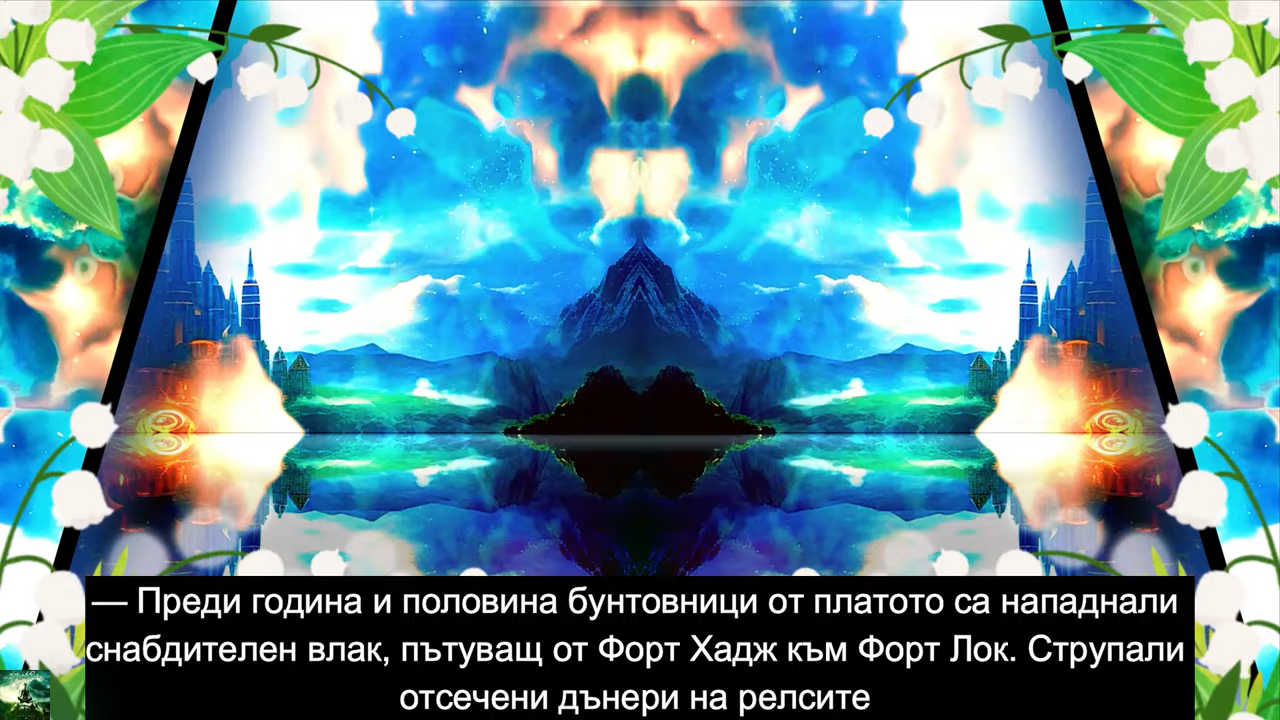 — Преди година и половина бунтовници от платото са нападнали
снабдителен влак, пътуващ от Форт Хадж към Форт Лок. Струпали
отсечени дънери на релсите